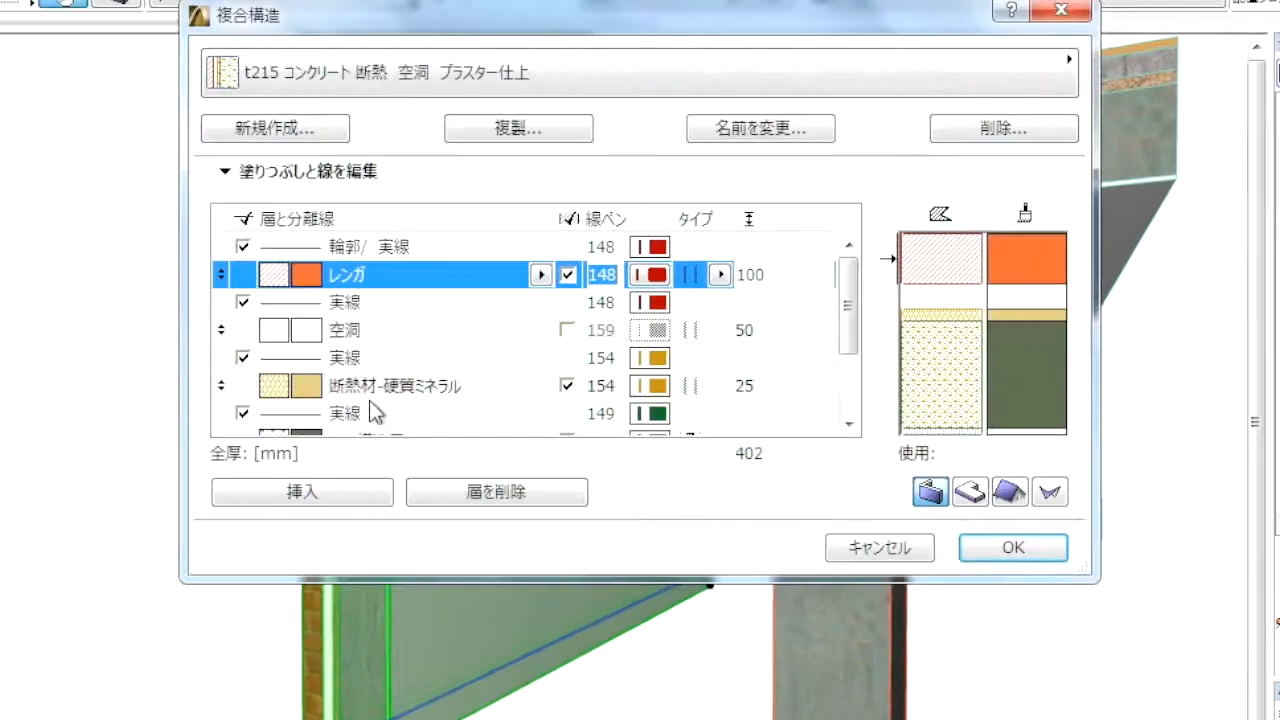 複合構造
t215 コンクリート 断熱 空洞 プラスター仕上
新規作成... 複製... 名前を変更... 削除...
▼ 塗りつぶしと線を編集
層と分離線 線ペン タイプ
輪郭/ 実線 148
レンガ 148 100
実線 148
空洞 159 50
実線 154
断熱材-硬質ミネラル 154 25
実線 149
全厚: [mm] 402 使用:
挿入 層を削除
キャンセル OK